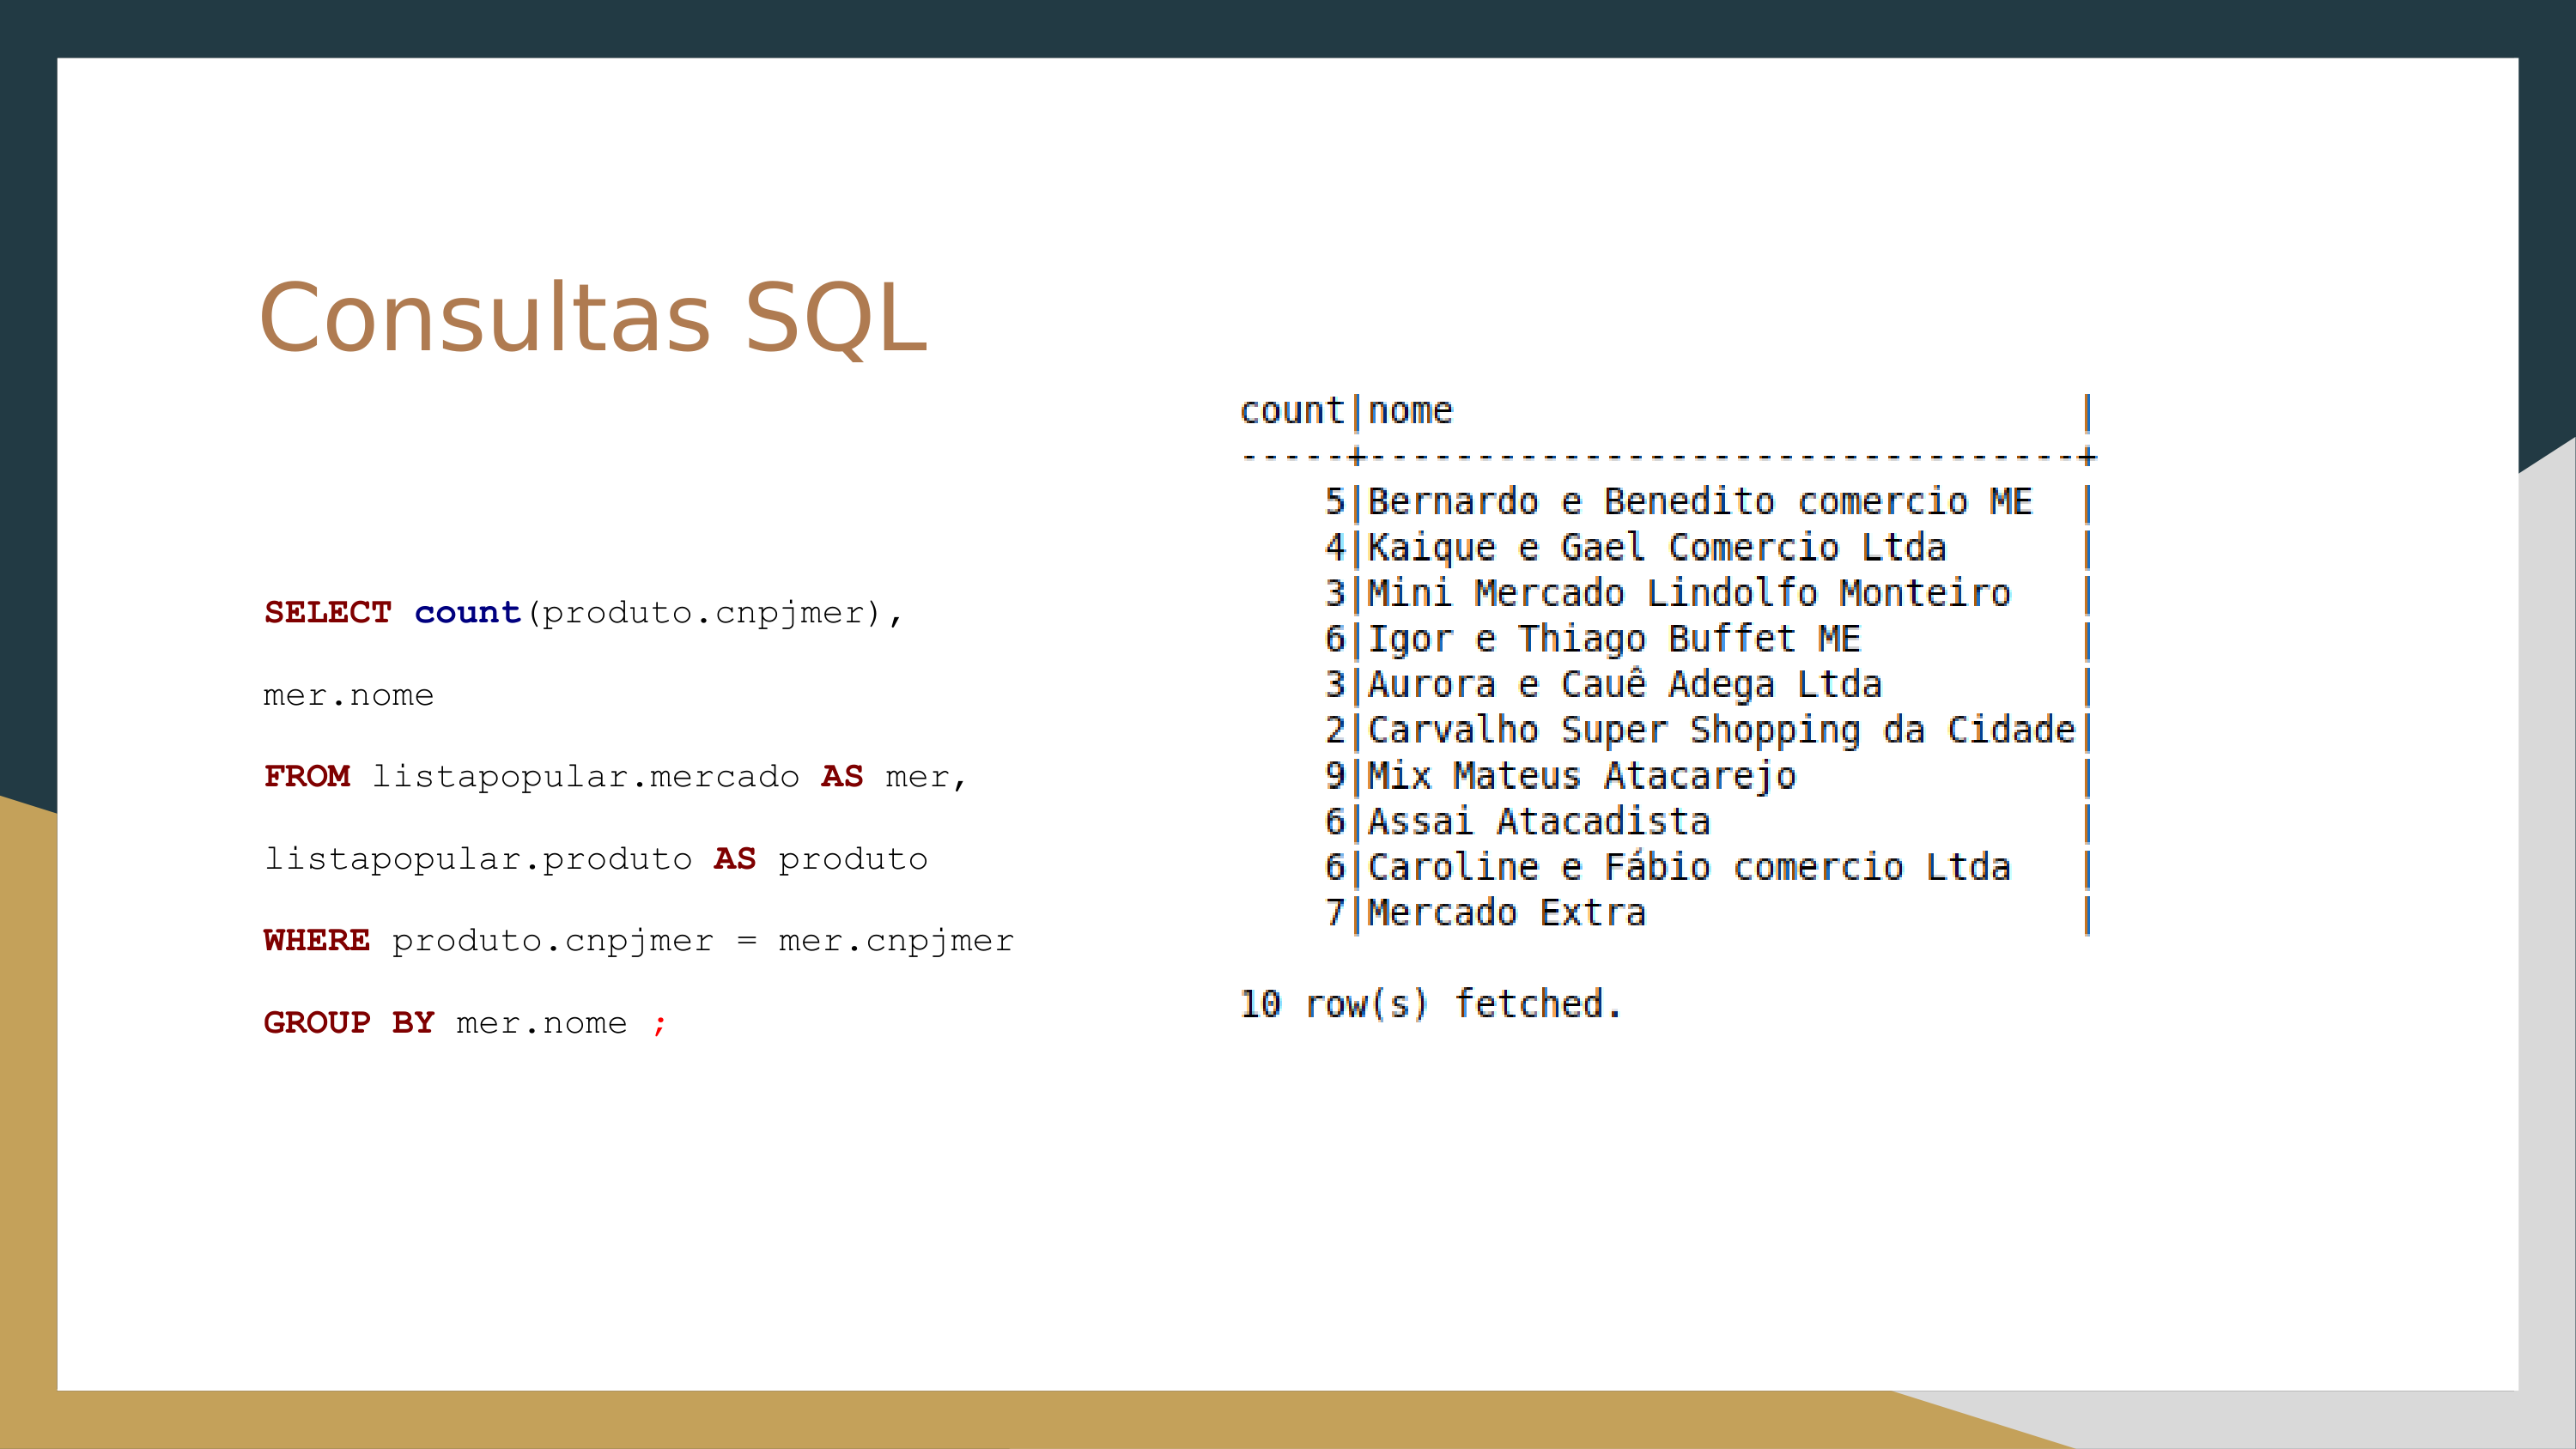 Consultas SQL
SELECT count(produto.cnpjmer),
mer.nome
FROM listapopular.mercado AS mer,
listapopular.produto AS produto
WHERE produto.cnpjmer = mer.cnpjmer
GROUP BY mer.nome ;
count|nome                             |
-----+---------------------------------+
    5|Bernardo e Benedito comercio ME  |
    4|Kaique e Gael Comercio Ltda      |
    3|Mini Mercado Lindolfo Monteiro   |
    6|Igor e Thiago Buffet ME          |
    3|Aurora e Cauê Adega Ltda         |
    2|Carvalho Super Shopping da Cidade|
    9|Mix Mateus Atacarejo             |
    6|Assai Atacadista                 |
    6|Caroline e Fábio comercio Ltda   |
    7|Mercado Extra                    |
10 row(s) fetched.